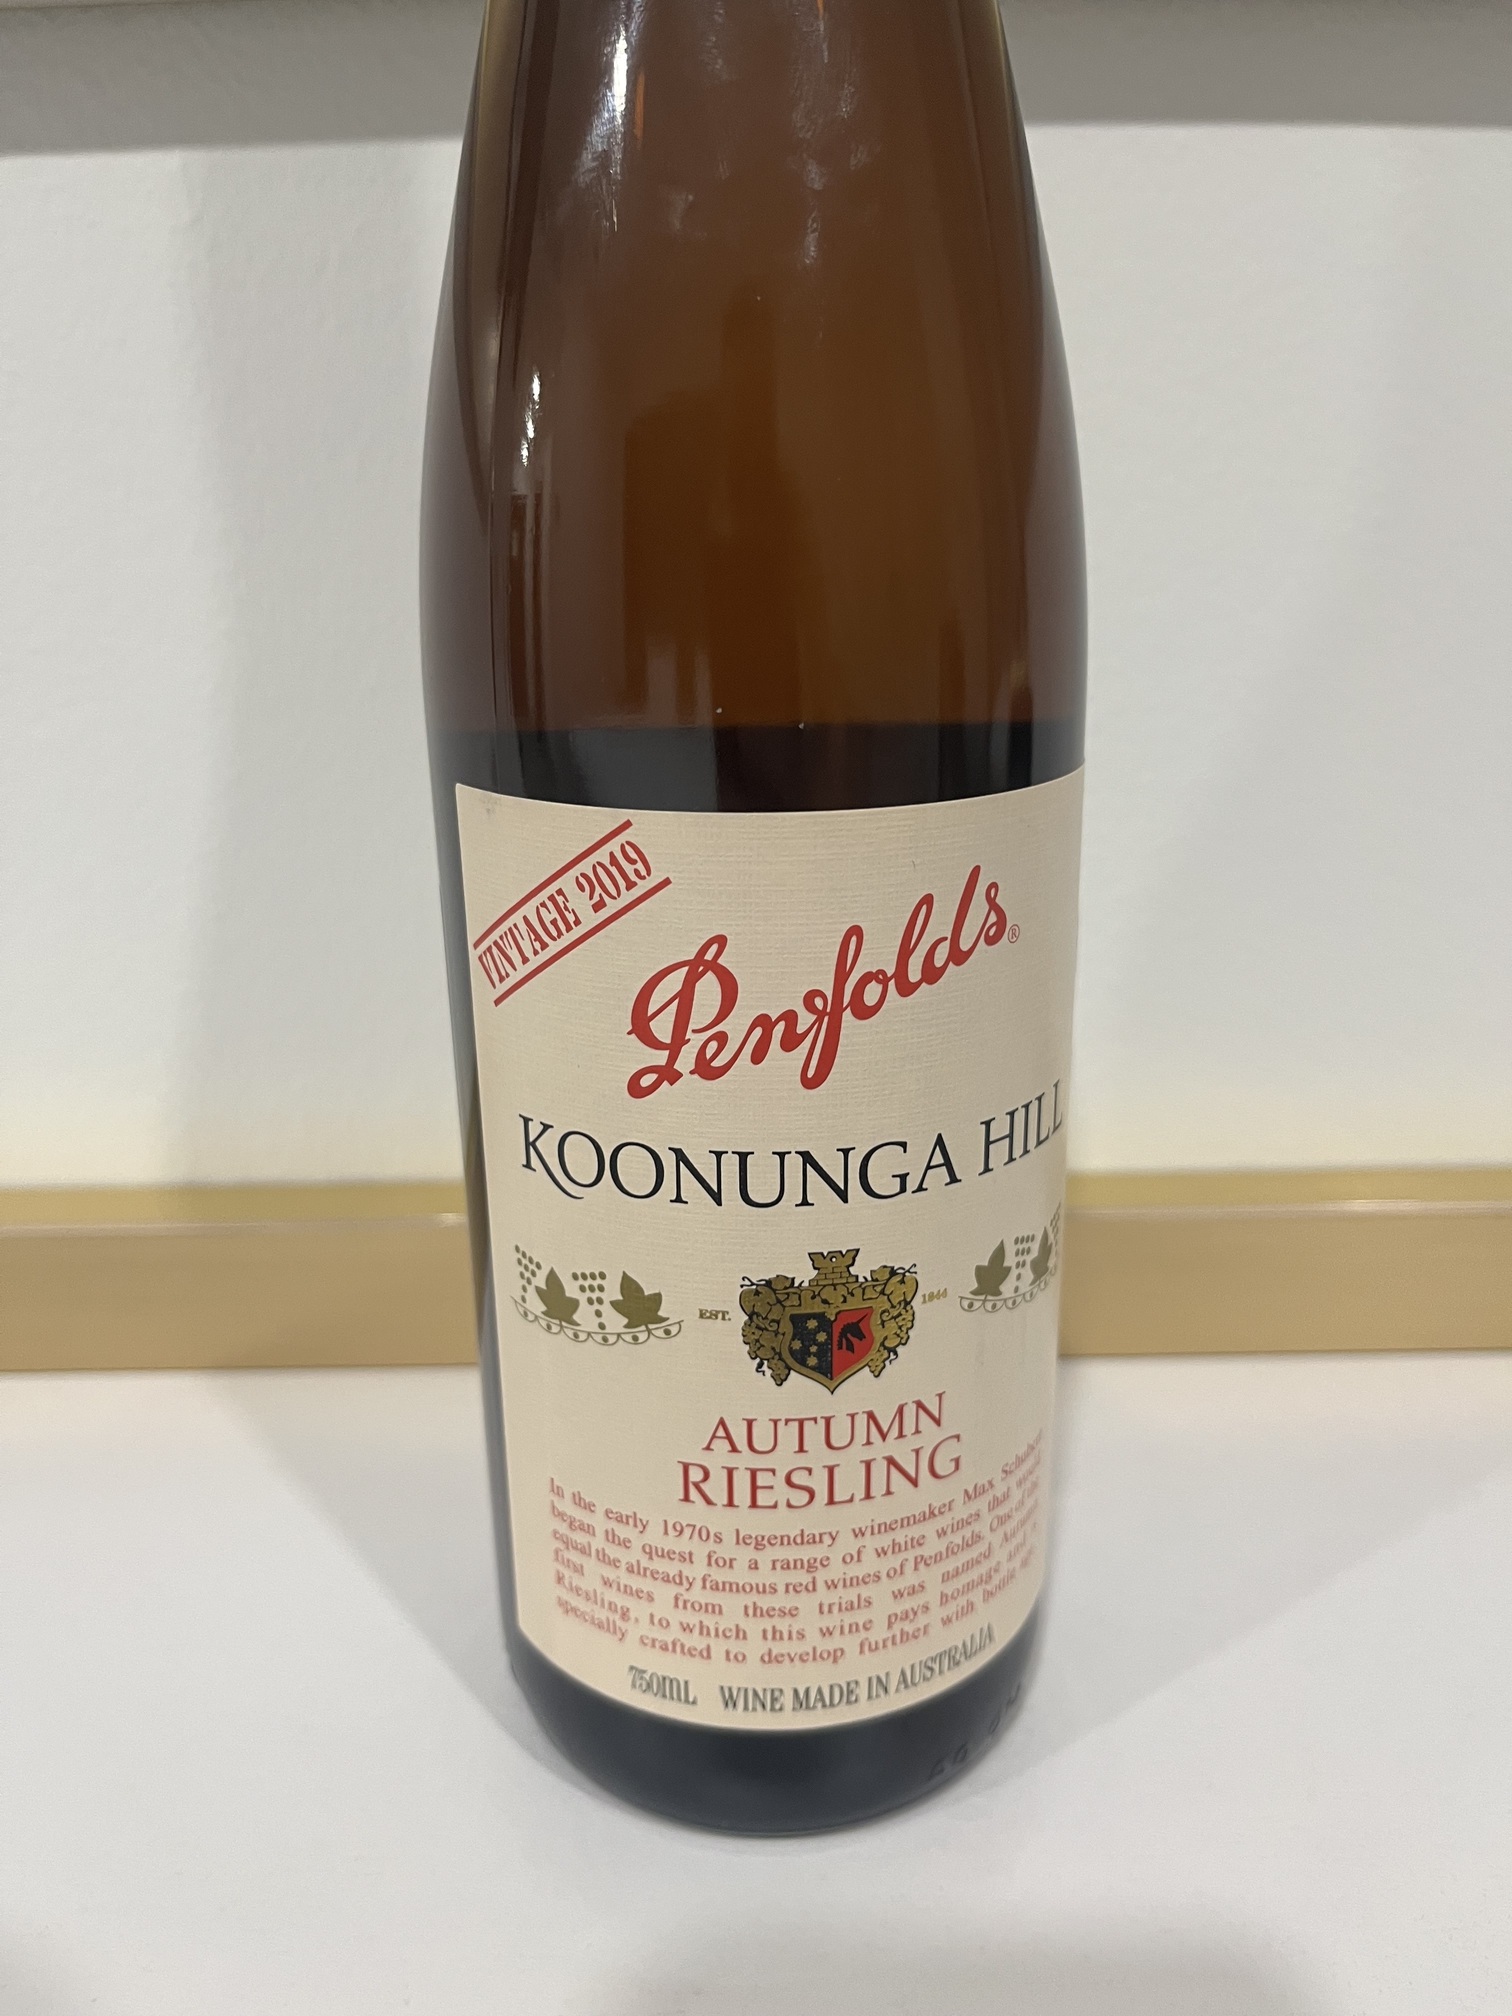 VINTAGE 2019
Penfolds®
KOONUNGA HILL
EST. 1844
AUTUMN
RIESLING
In the early 1970s legendary winemaker Max Schubert
began the quest for a range of white wines that would
equal the already famous red wines of Penfolds. One of the
first wines from these trials was named Autumn
Riesling, to which this wine pays homage and is
specially crafted to develop further with bottle age.
750ML WINE MADE IN AUSTRALIA